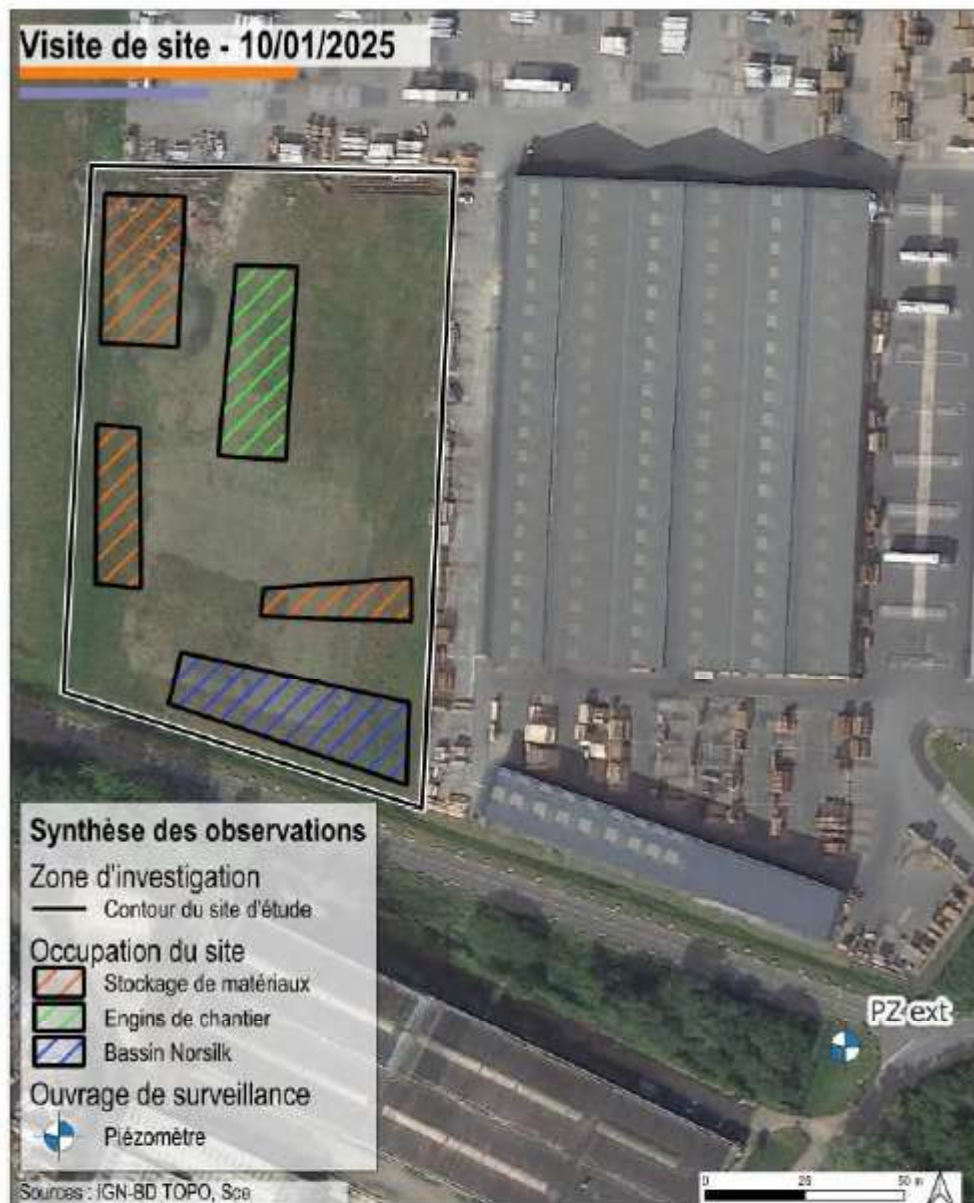 Visite de site - 10/01/2025
Synthèse des observations
Zone d'investigation
Contour du site d'étude
Occupation du site
Stockage de matériaux
Engins de chantier
Bassin Norsilk
Ouvrage de surveillance
Piézomètre
PZ ext
Sources : IGN-BD TOPO, Sce
0 25 50 m